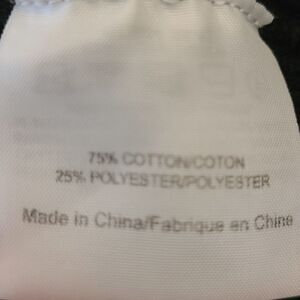 75% COTTON/COTON
25% POLYESTER/POLYESTER
Made in China/Fabrique en Chine